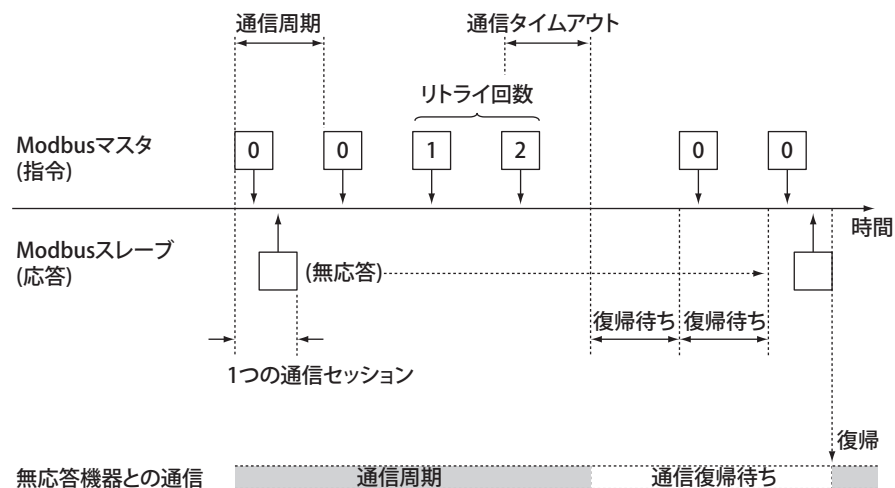 通信周期 通信タイムアウト
リトライ回数
Modbusマスタ
(指令)
0 0 1 2 0 0
時間
Modbusスレーブ
(応答)
(無応答)
復帰待ち 復帰待ち
1つの通信セッション
復帰
無応答機器との通信 通信周期 通信復帰待ち